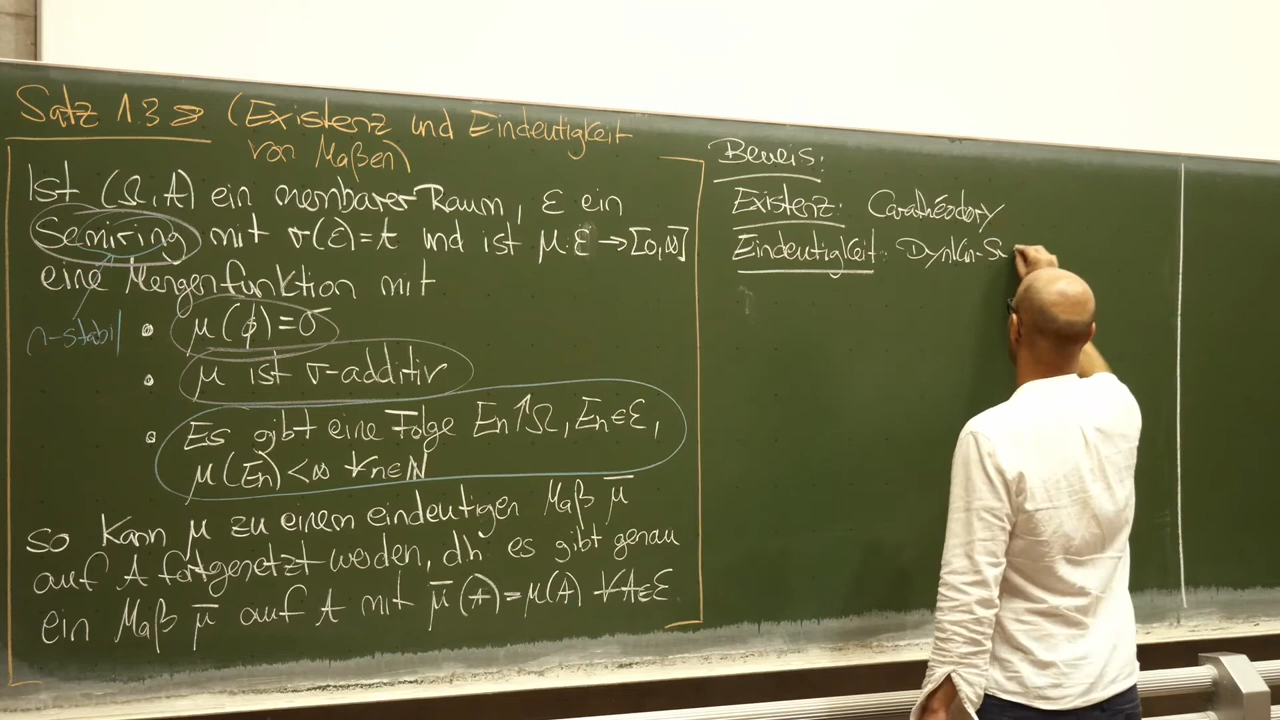 Satz 1.3 (Existenz und Eindeutigkeit
von Maßen)
Ist (Ω, A) ein messbarer Raum, ε ein
Semiring mit σ(ε)=A und ist μ:ε→[0,∞]
eine Mengenfunktion mit
∩-stabil
• μ(∅)=0
• μ ist σ-additiv
• Es gibt eine Folge En↑Ω, En∈ε,
μ(En)<∞ ∀n∈ℕ
so kann μ zu einem eindeutigen Maß μ̅
auf A fortgesetzt werden, dh es gibt genau
ein Maß μ̅ auf A mit μ̅(A)=μ(A) ∀A∈ε
Beweis:
Existenz: Carathéodory
Eindeutigkeit: Dynkin-S